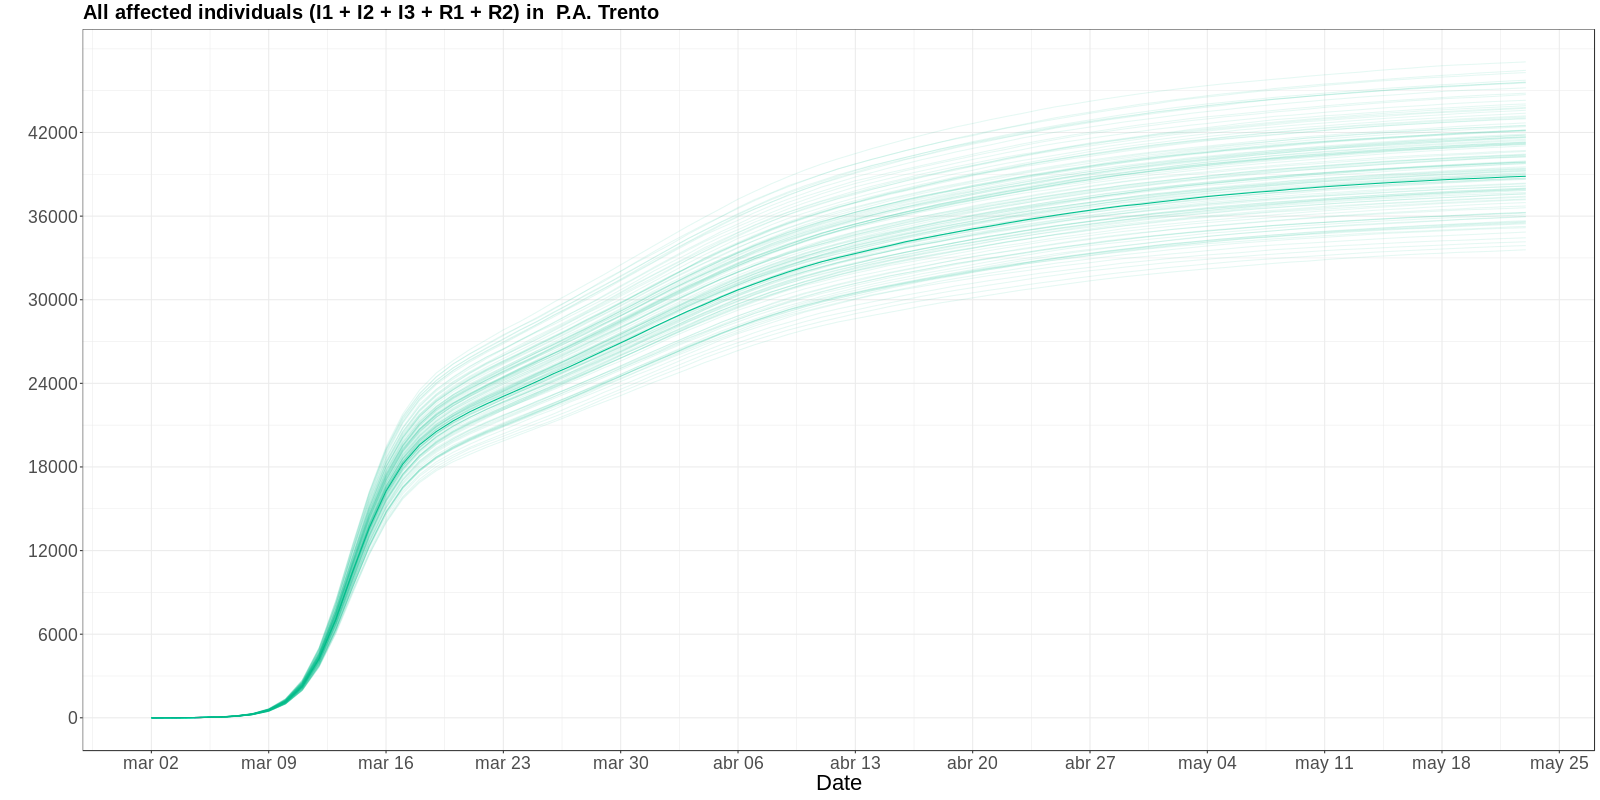 All affected individuals (I1 + I2 + I3 + R1 + R2) in  P.A. Trento
42000
36000
30000
24000
18000
12000
6000
0
mar 02 mar 09 mar 16 mar 23 mar 30 abr 06 abr 13 abr 20 abr 27 may 04 may 11 may 18 may 25
Date